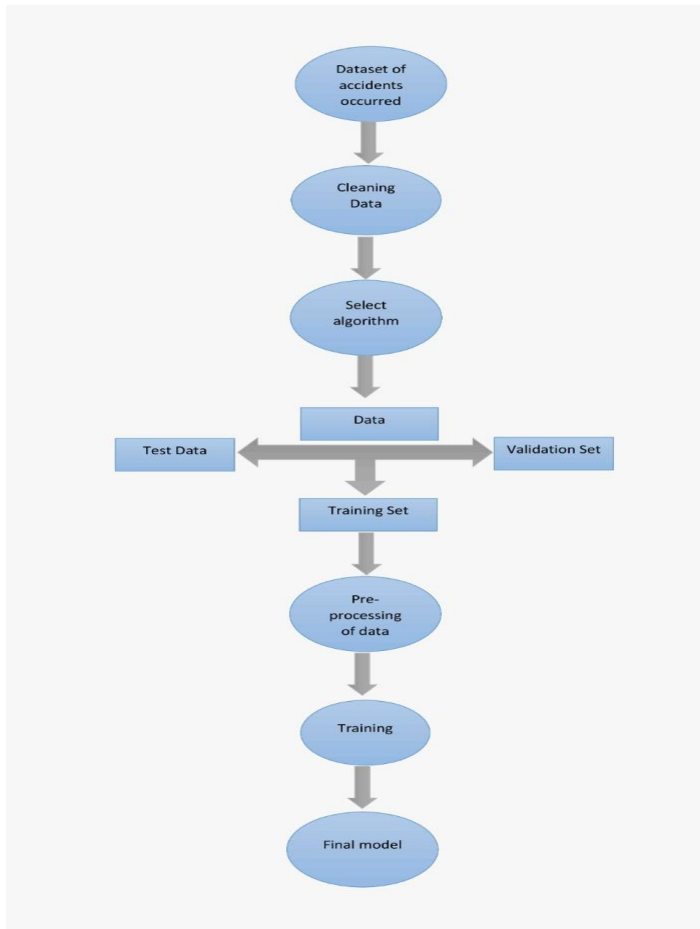 Dataset of
accidents
occurred
Cleaning
Data
Select
algorithm
Data
Test Data
Validation Set
Training Set
Pre-
processing
of data
Training
Final model